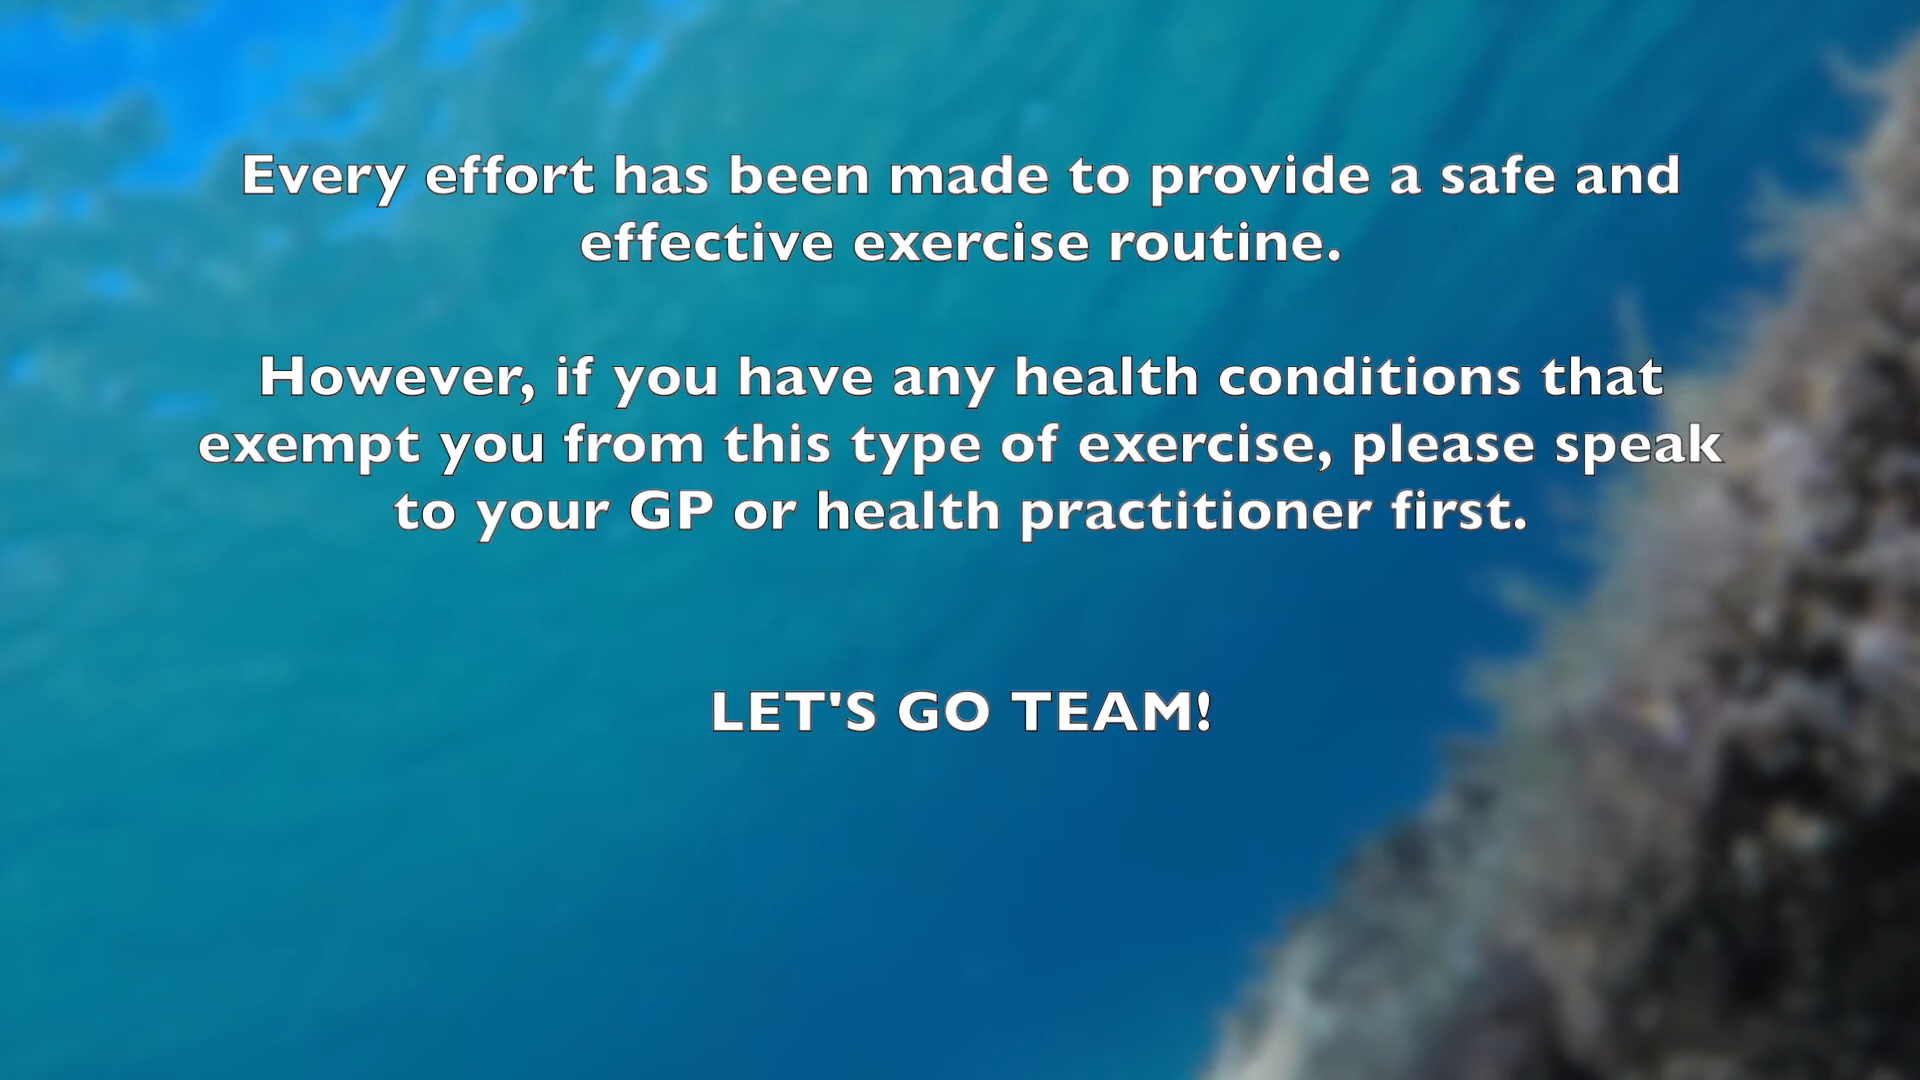 Every effort has been made to provide a safe and
effective exercise routine.
However, if you have any health conditions that
exempt you from this type of exercise, please speak
to your GP or health practitioner first.
LET'S GO TEAM!